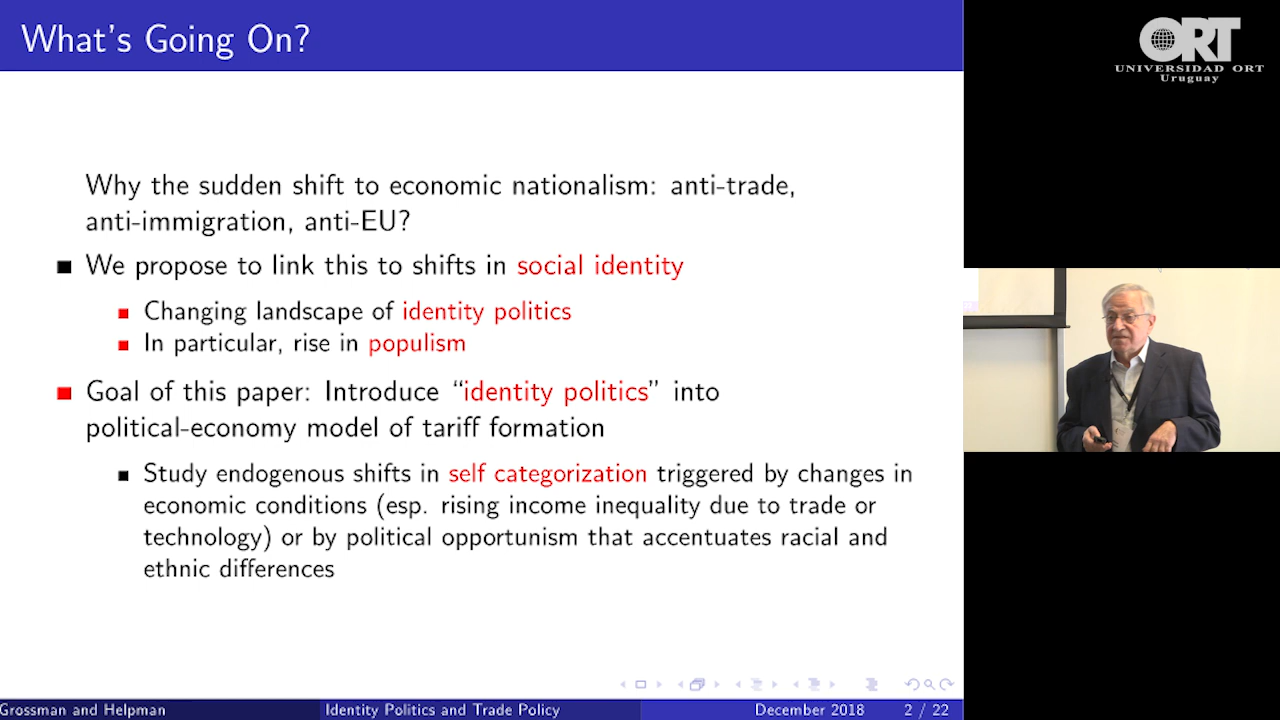 What's Going On?
Why the sudden shift to economic nationalism: anti-trade,
anti-immigration, anti-EU?
We propose to link this to shifts in social identity
Changing landscape of identity politics
In particular, rise in populism
Goal of this paper: Introduce “identity politics” into
political-economy model of tariff formation
Study endogenous shifts in self categorization triggered by changes in
economic conditions (esp. rising income inequality due to trade or
technology) or by political opportunism that accentuates racial and
ethnic differences
Grossman and Helpman
Identity Politics and Trade Policy
December 2018
2 / 22
ORT
UNIVERSIDAD ORT
Uruguay